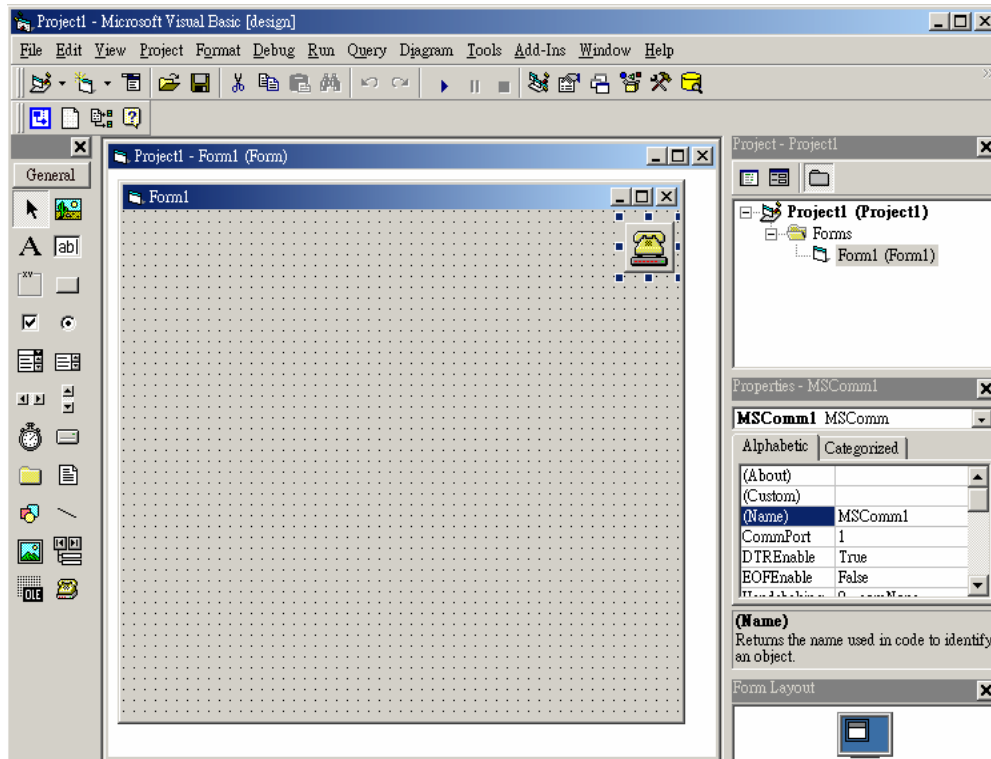 Project1 - Microsoft Visual Basic [design]
File Edit View Project Format Debug Run Query Diagram Tools Add-Ins Window Help
General
A
ab|
xv
OLE
Project1 - Form1 (Form)
Form1
Project - Project1
Project1 (Project1)
Forms
Form1 (Form1)
Properties - MSComm1
MSComm1 MSComm
Alphabetic Categorized
(About)
(Custom)
(Name) MSComm1
CommPort 1
DTREnable True
EOFEnable False
(Name)
Returns the name used in code to identify
an object.
Form Layout